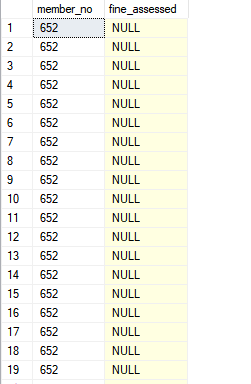 member_no fine_assessed
1 652 NULL
2 652 NULL
3 652 NULL
4 652 NULL
5 652 NULL
6 652 NULL
7 652 NULL
8 652 NULL
9 652 NULL
10 652 NULL
11 652 NULL
12 652 NULL
13 652 NULL
14 652 NULL
15 652 NULL
16 652 NULL
17 652 NULL
18 652 NULL
19 652 NULL